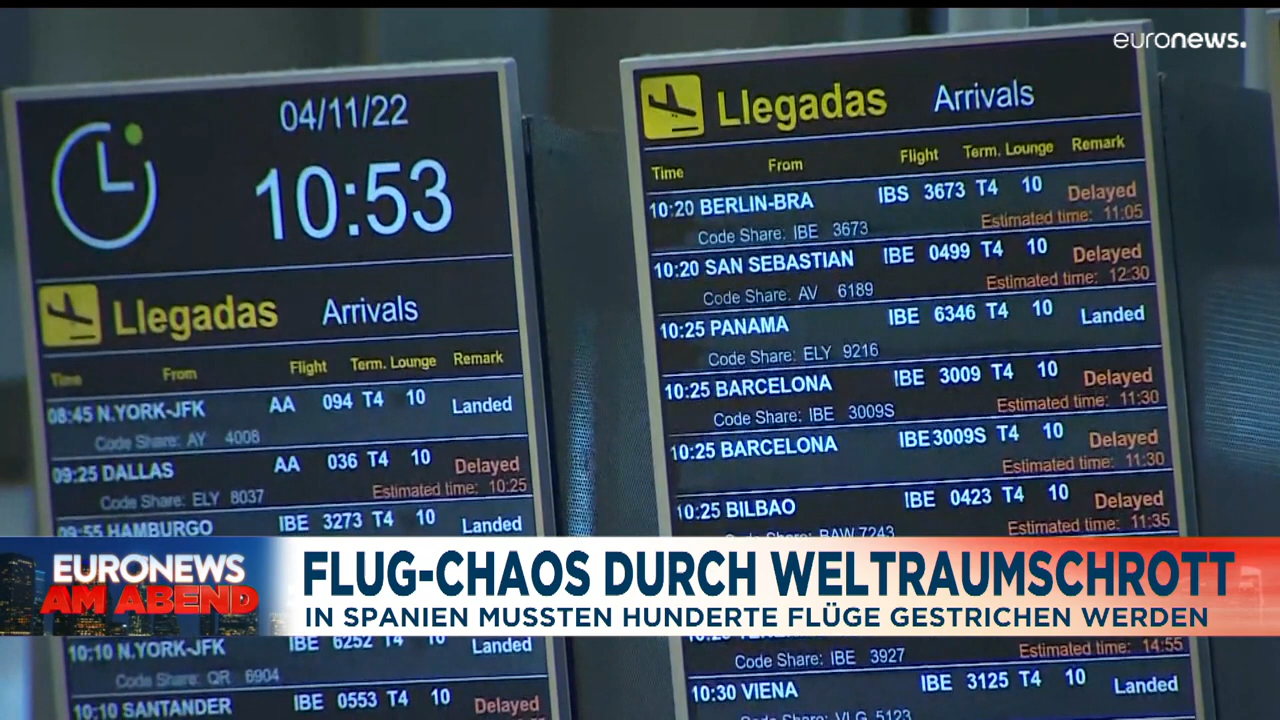 euronews.
04/11/22
10:53
Llegadas Arrivals
Time From Flight Term. Lounge Remark
08:45 N.YORK-JFK AA 094 T4 10 Landed
Code Share: AY 4008
09:25 DALLAS AA 036 T4 10 Delayed
Code Share: ELY 8037 Estimated time: 10:25
09:55 HAMBURGO IBE 3273 T4 10 Landed
10:10 N.YORK-JFK IBE 6252 T4 10 Landed
Code Share: QR 6904
10:10 SANTANDER IBE 0553 T4 10 Delayed
Llegadas Arrivals
Time From Flight Term. Lounge Remark
10:20 BERLIN-BRA IBS 3673 T4 10 Delayed
Code Share: IBE 3673 Estimated time: 11:05
10:20 SAN SEBASTIAN IBE 0499 T4 10 Delayed
Code Share: AV 6189 Estimated time: 12:30
10:25 PANAMA IBE 6346 T4 10 Landed
Code Share: ELY 9216
10:25 BARCELONA IBE 3009 T4 10 Delayed
Code Share: IBE 3009S Estimated time: 11:30
10:25 BARCELONA IBE3009S T4 10 Delayed
Estimated time: 11:30
10:25 BILBAO IBE 0423 T4 10 Delayed
Code Share: BAW 7243 Estimated time: 11:35
Code Share: IBE 3927 Estimated time: 14:55
10:30 VIENA IBE 3125 T4 10 Landed
Code Share: VLG 5123
EURONEWS
AM ABEND
FLUG-CHAOS DURCH WELTRAUMSCHROTT
IN SPANIEN MUSSTEN HUNDERTE FLÜGE GESTRICHEN WERDEN